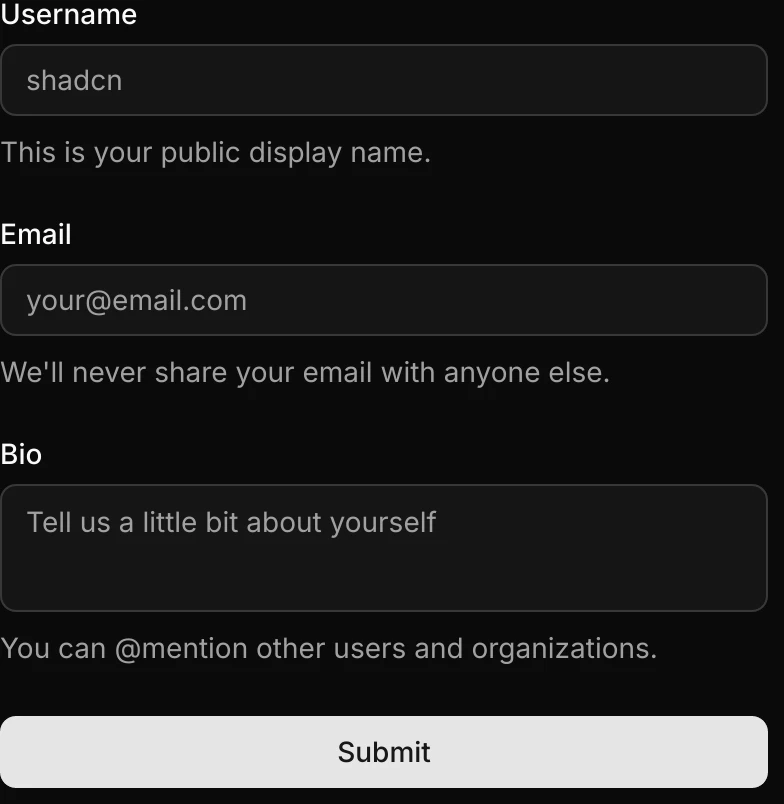 Username
shadcn
This is your public display name.
Email
your@email.com
We'll never share your email with anyone else.
Bio
Tell us a little bit about yourself
You can @mention other users and organizations.
Submit